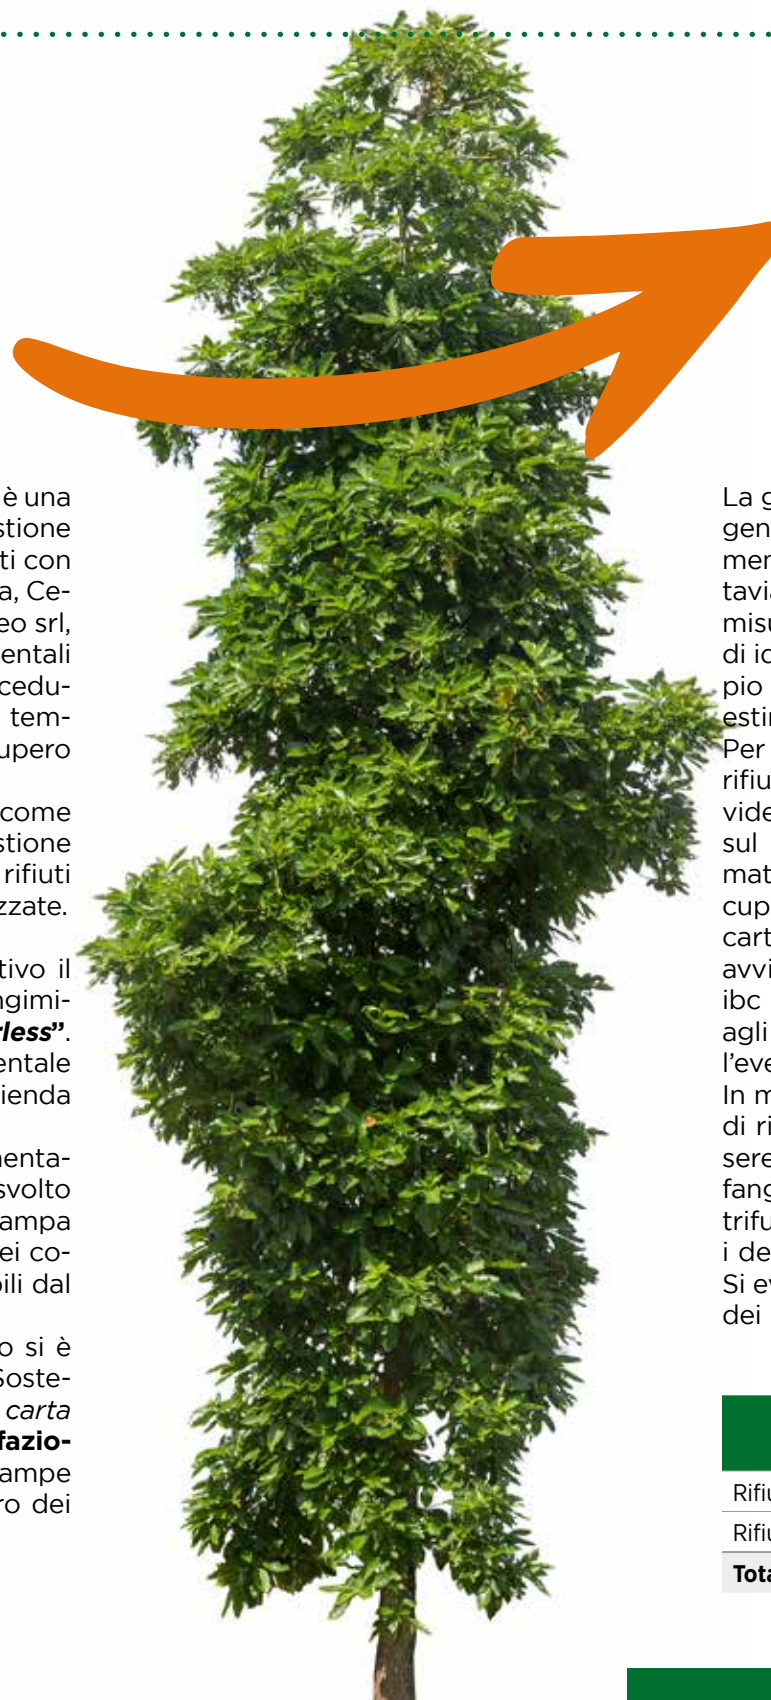 è una
stione
ti con
a, Ce-
eo srl,
entali
cedu-
tem-
upero
come
stione
rifiuti
zzate.
tivo il
ngimi-
rless”.
entale
ienda
nenta-
svolto
ampa
ei co-
ili dal
o si è
Soste-
carta
fazio-
ampe
ro dei
La g
gen
mer
tavia
misu
di id
pio
estin
Per
rifiu
vide
sul
mat
cup
cart
avvi
ibc
agli
l’eve
In m
di ri
sere
fang
trifu
i de
Si ev
dei
Rifiu
Rifiu
Tota